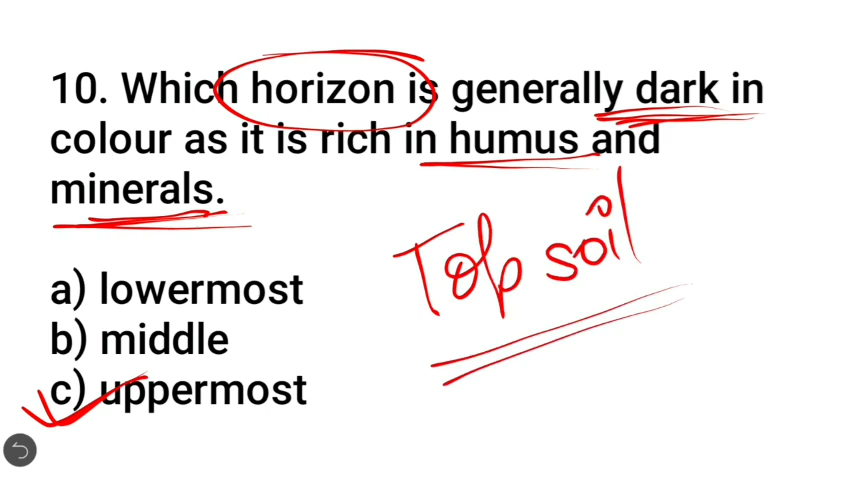 10. Which horizon is generally dark in
colour as it is rich in humus and
minerals.
Top soil
a) lowermost
b) middle
c) uppermost